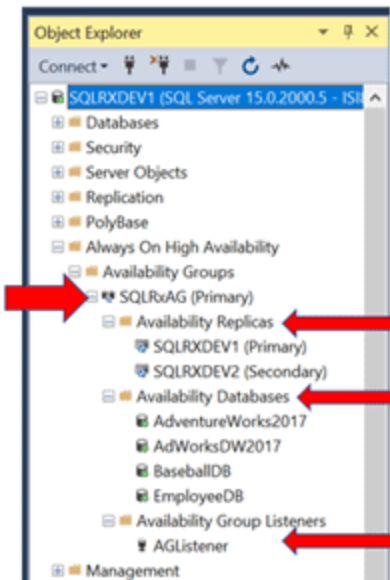 Object Explorer
Connect
SQLRXDEV1 (SQL Server 15.0.2000.5 -
Databases
Security
Server Objects
Replication
PolyBase
Always On High Availability
Availability Groups
SQLRxAG (Primary)
Availability Replicas
SQLRXDEV1 (Primary)
SQLRXDEV2 (Secondary)
Availability Databases
AdventureWorks2017
AdWorksDW2017
BaseballDB
EmployeeDB
Availability Group Listeners
AGListener
Management